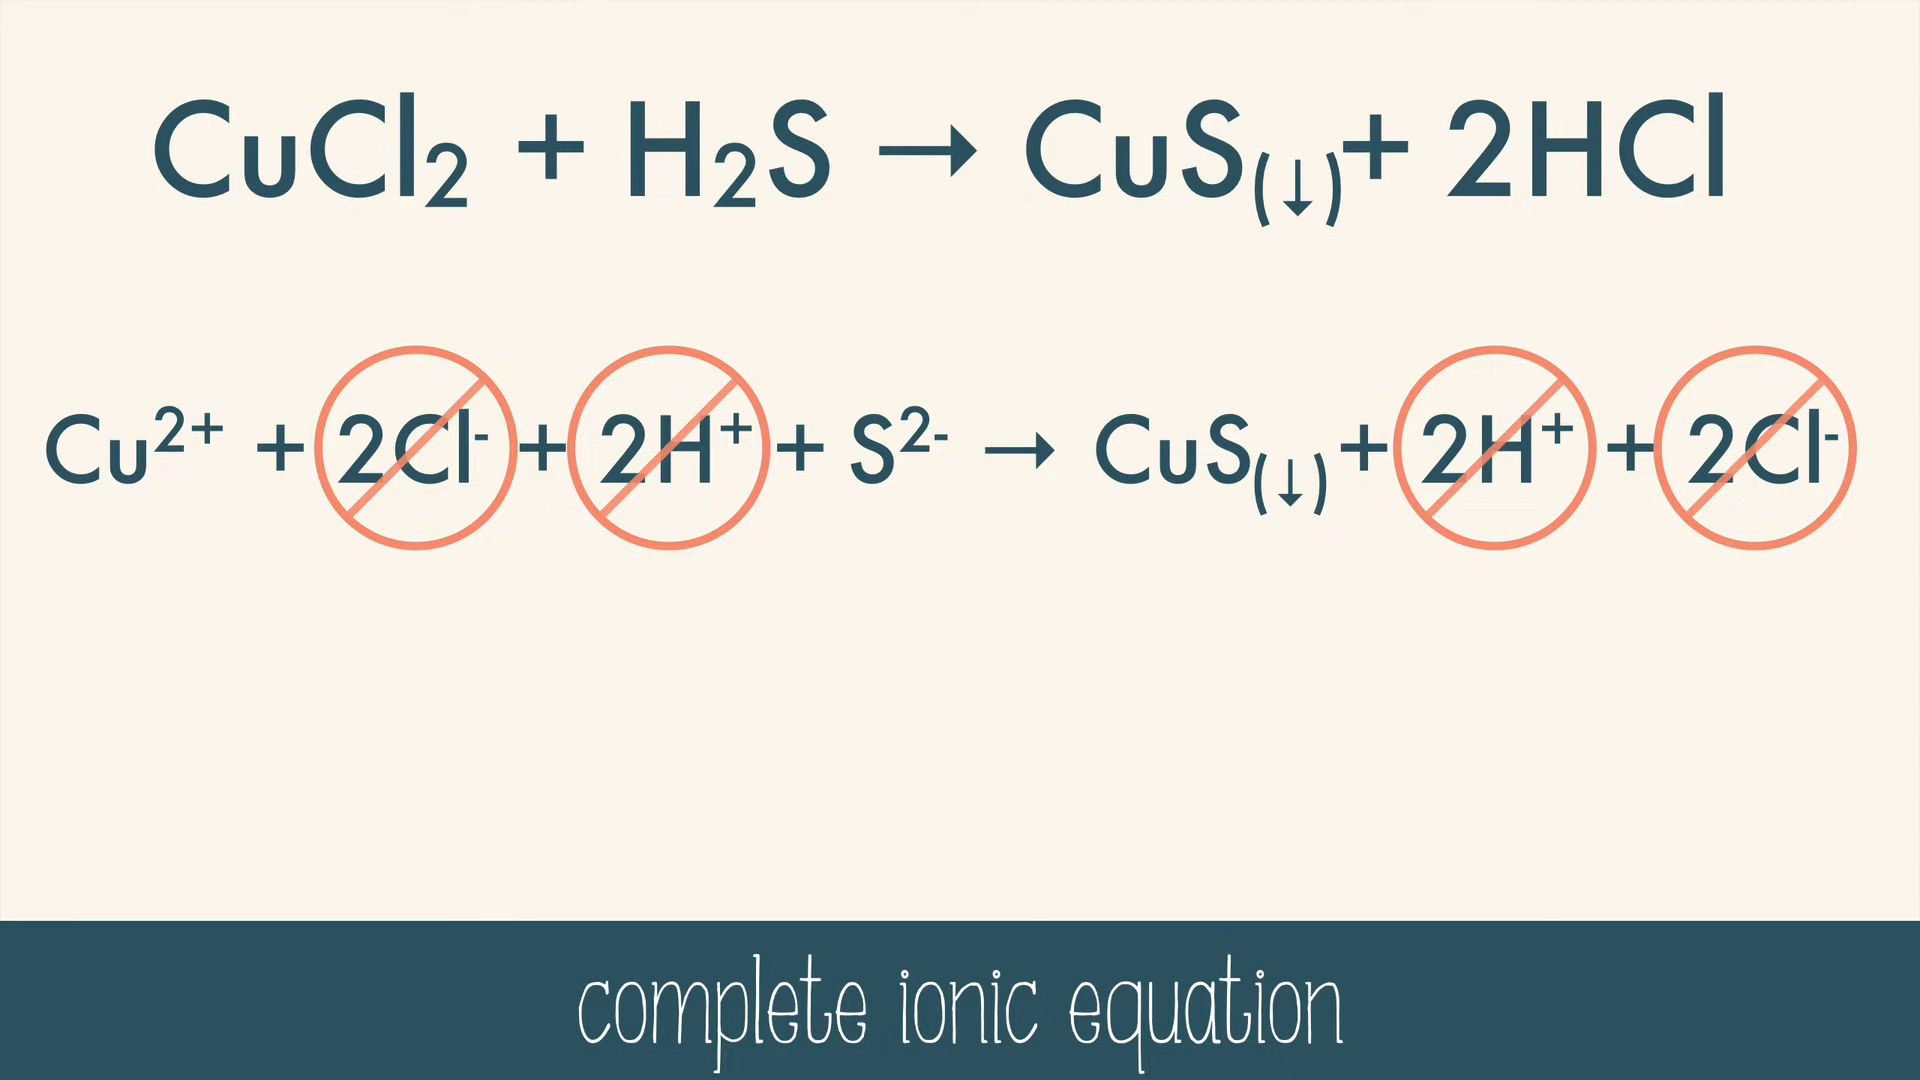 CuCl₂ + H₂S → CuS₍↓₎+ 2HCl
Cu²⁺ + 2Cl⁻ + 2H⁺ + S²⁻ → CuS₍↓₎ + 2H⁺ + 2Cl⁻
complete ionic equation